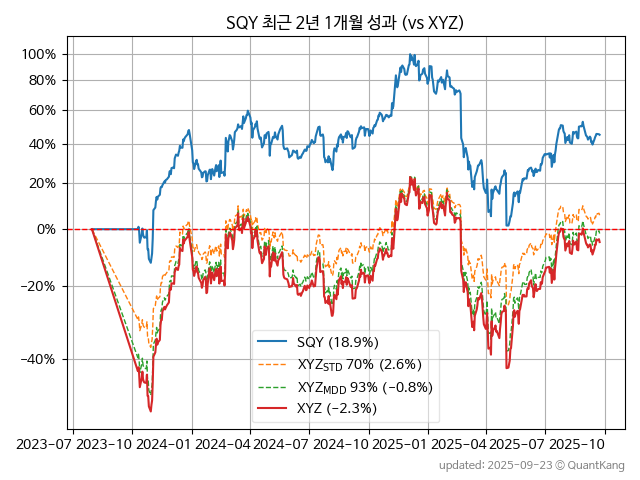 SQY 최근 2년 1개월 성과 (vs XYZ)
100%
80%
60%
40%
20%
0%
−20%
−40%
SQY (18.9%)
XYZSTD 70% (2.6%)
XYZMDD 93% (−0.8%)
XYZ (−2.3%)
2023-07 2023-10 2024-01 2024-04 2024-07 2024-10 2025-01 2025-04 2025-07 2025-10
updated: 2025-09-23 ⓒ QuantKang